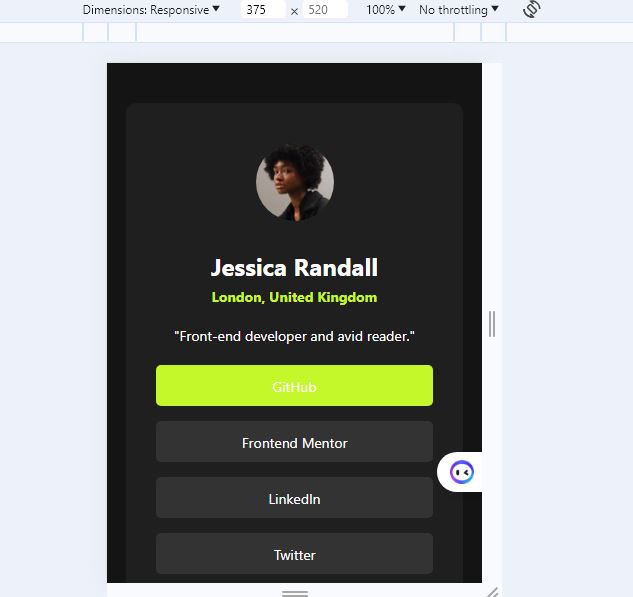 Dimensions: Responsive ▼ 375 × 520 100% ▼ No throttling ▼
Jessica Randall
London, United Kingdom
"Front-end developer and avid reader."
GitHub
Frontend Mentor
LinkedIn
Twitter